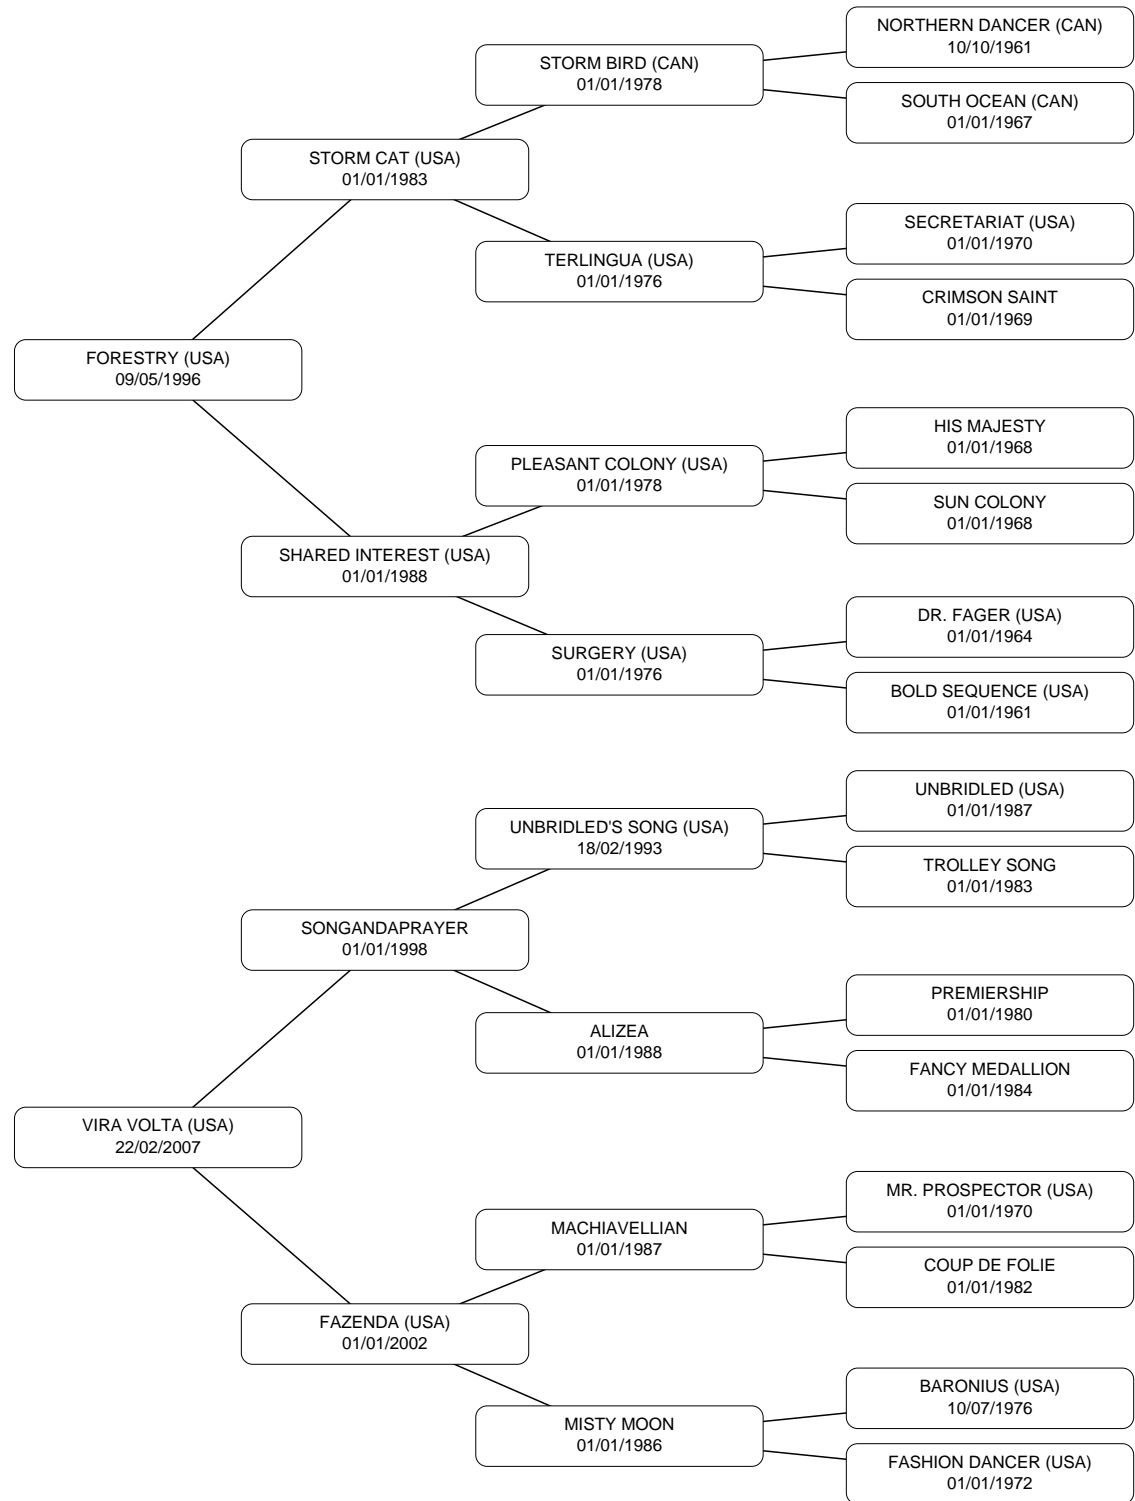 NORTHERN DANCER (CAN)
10/10/1961
STORM BIRD (CAN)
01/01/1978
SOUTH OCEAN (CAN)
01/01/1967
STORM CAT (USA)
01/01/1983
SECRETARIAT (USA)
01/01/1970
TERLINGUA (USA)
01/01/1976
CRIMSON SAINT
01/01/1969
FORESTRY (USA)
09/05/1996
HIS MAJESTY
01/01/1968
PLEASANT COLONY (USA)
01/01/1978
SUN COLONY
01/01/1968
SHARED INTEREST (USA)
01/01/1988
DR. FAGER (USA)
01/01/1964
SURGERY (USA)
01/01/1976
BOLD SEQUENCE (USA)
01/01/1961
UNBRIDLED (USA)
01/01/1987
UNBRIDLED'S SONG (USA)
18/02/1993
TROLLEY SONG
01/01/1983
SONGANDAPRAYER
01/01/1998
PREMIERSHIP
01/01/1980
ALIZEA
01/01/1988
FANCY MEDALLION
01/01/1984
VIRA VOLTA (USA)
22/02/2007
MR. PROSPECTOR (USA)
01/01/1970
MACHIAVELLIAN
01/01/1987
COUP DE FOLIE
01/01/1982
FAZENDA (USA)
01/01/2002
BARONIUS (USA)
10/07/1976
MISTY MOON
01/01/1986
FASHION DANCER (USA)
01/01/1972